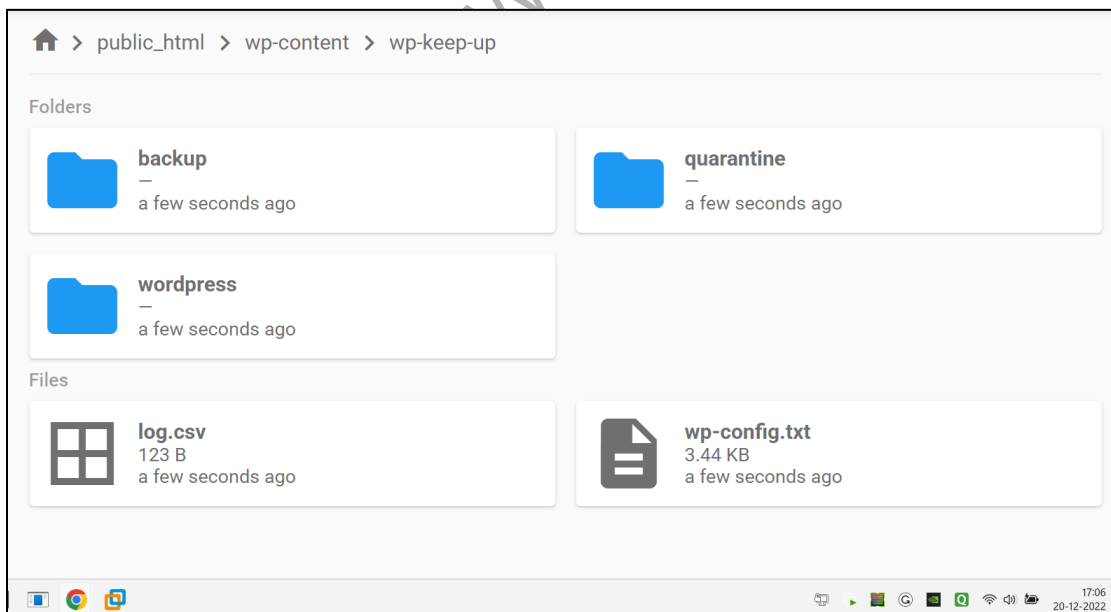 public_html > wp-content > wp-keep-up
Folders
backup
—
a few seconds ago
quarantine
—
a few seconds ago
wordpress
—
a few seconds ago
Files
log.csv
123 B
a few seconds ago
wp-config.txt
3.44 KB
a few seconds ago
17:06
20-12-2022